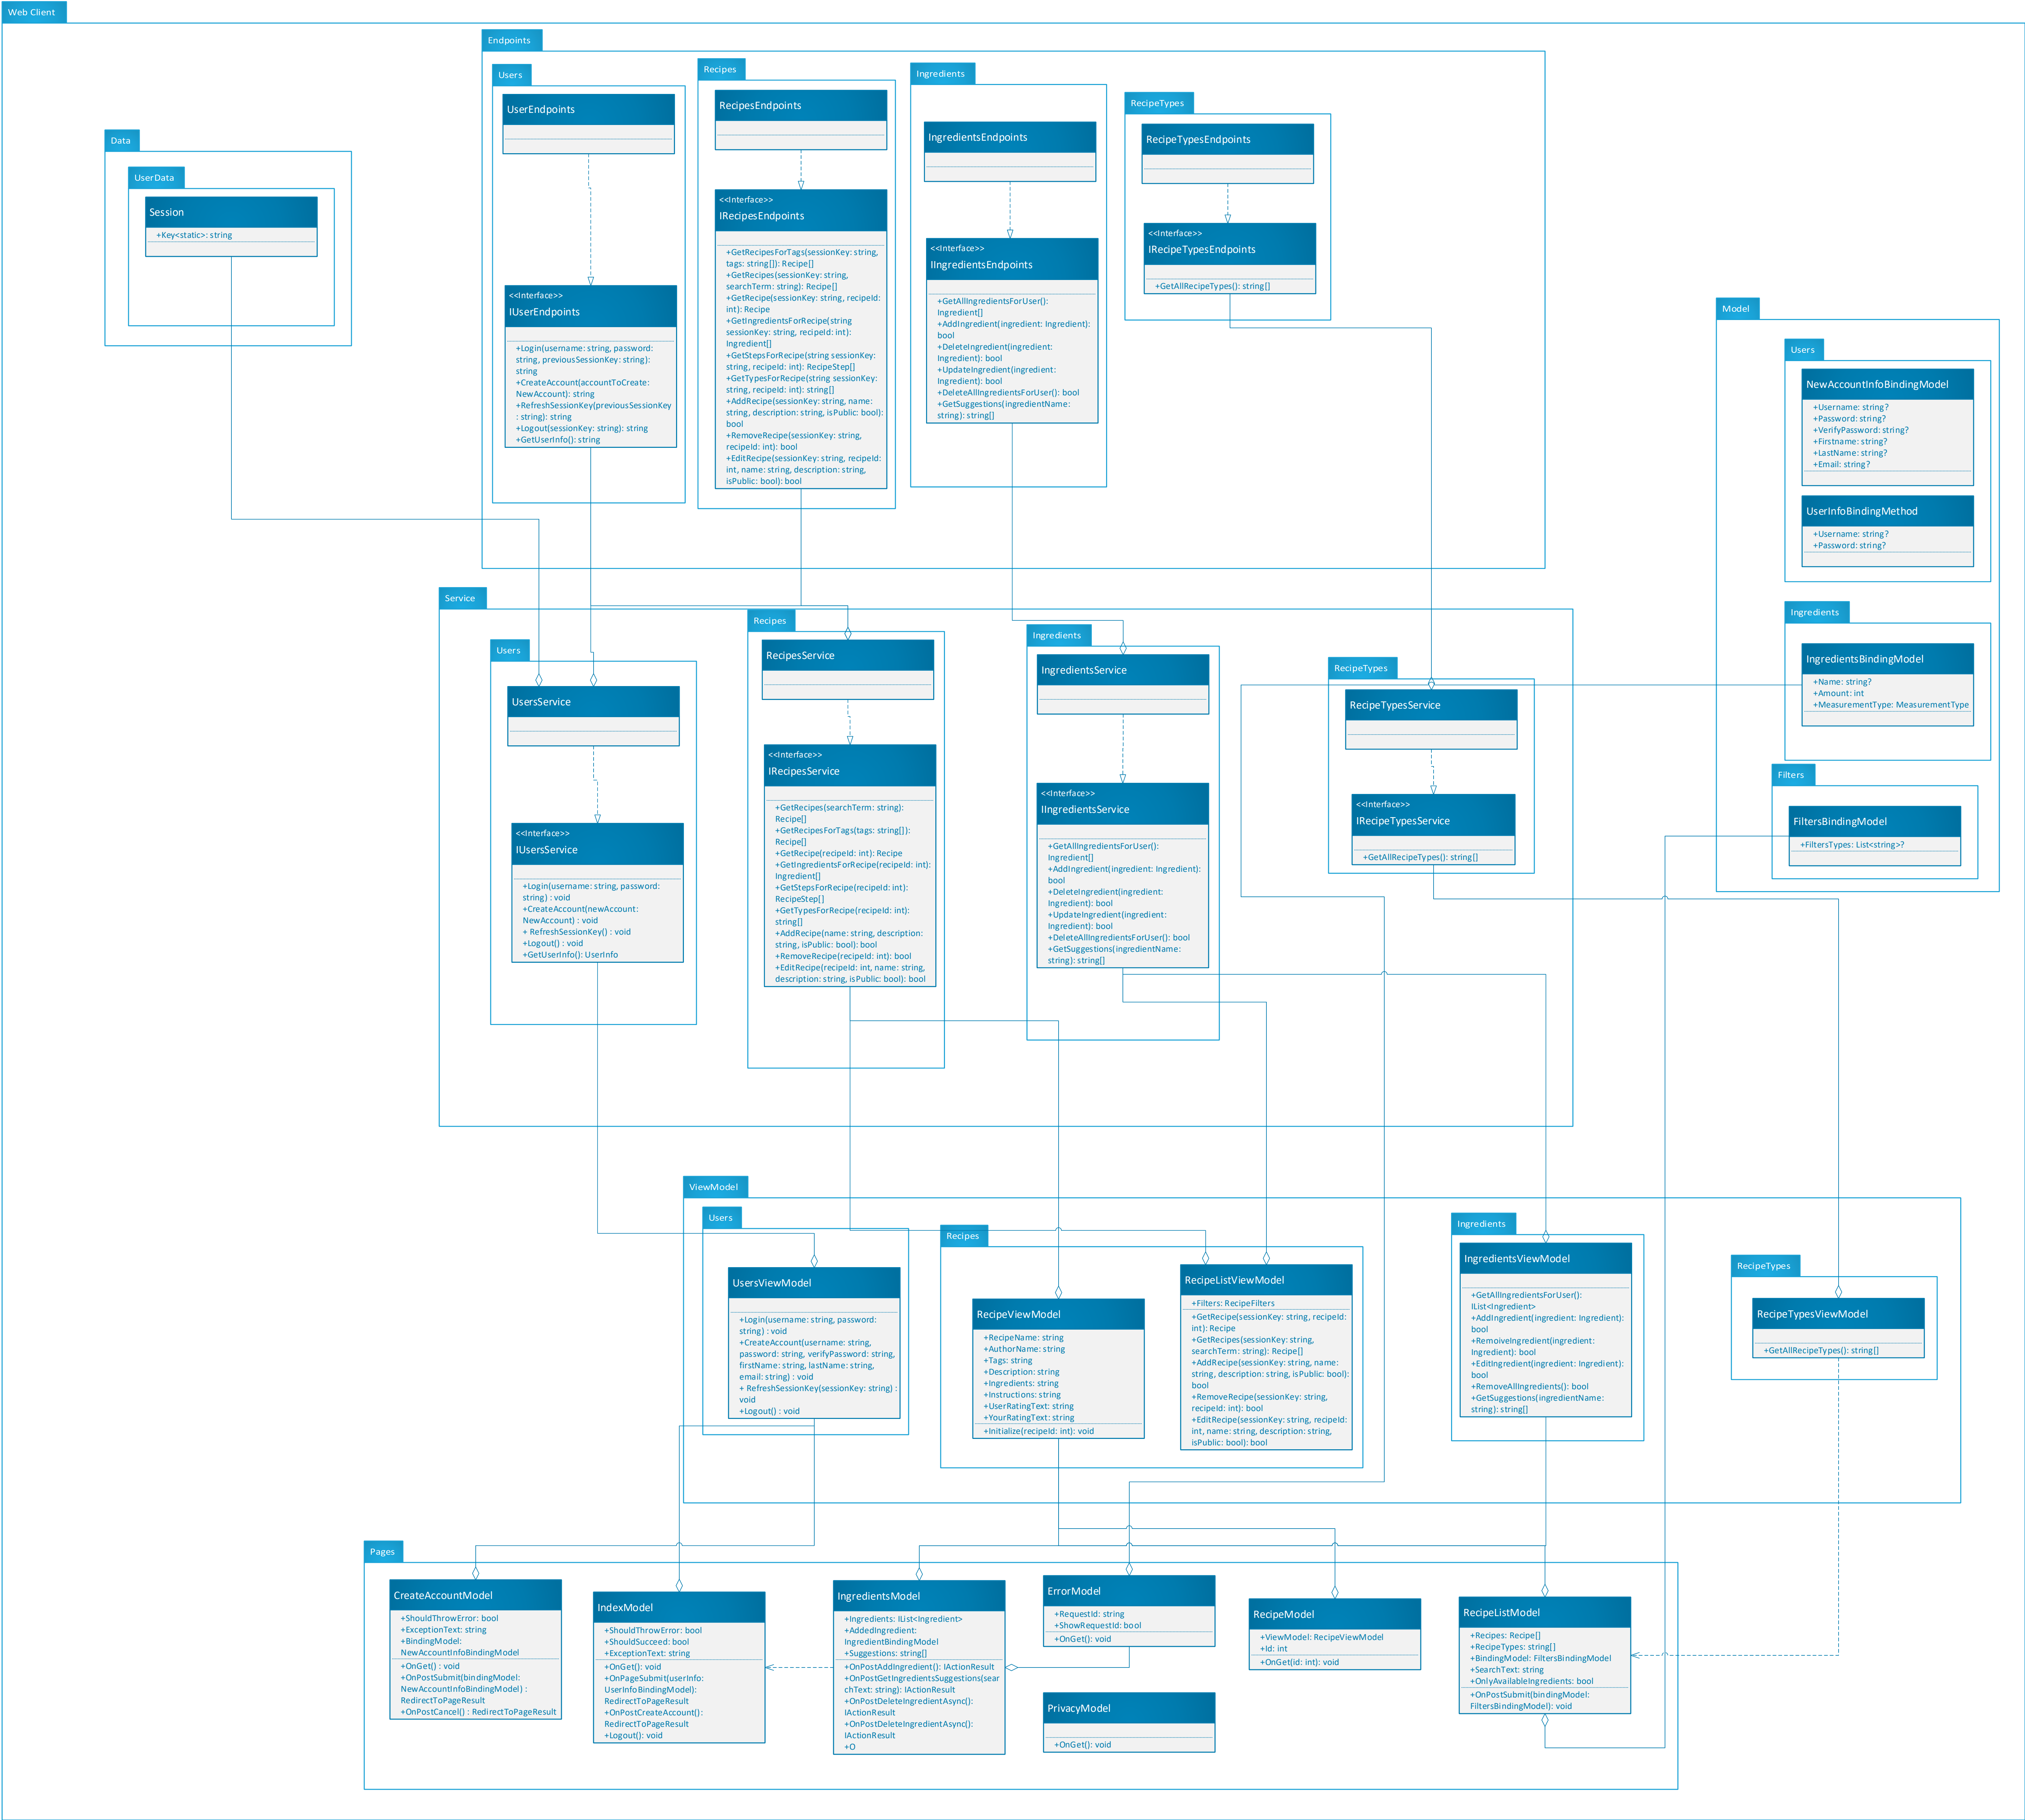 Web Client
Endpoints
Users
UserEndpoints
<<Interface>>
IUserEndpoints
+Login(username: string, password:
string, previousSessionKey: string):
string
+CreateAccount(accountToCreate:
NewAccount): string
+RefreshSessionKey(previousSessionKey
: string): string
+Logout(sessionKey: string): string
+GetUserInfo(): string
Recipes
RecipesEndpoints
<<Interface>>
IRecipesEndpoints
+GetRecipesForTags(sessionKey: string,
tags: string[]): Recipe[]
+GetRecipes(sessionKey: string,
searchTerm: string): Recipe[]
+GetRecipe(sessionKey: string, recipeId:
int): Recipe
+GetIngredientsForRecipe(string
sessionKey: string, recipeId: int):
Ingredient[]
+GetStepsForRecipe(string sessionKey:
string, recipeId: int): RecipeStep[]
+GetTypesForRecipe(string sessionKey:
string, recipeId: int): string[]
+AddRecipe(sessionKey: string, name:
string, description: string, isPublic: bool):
bool
+RemoveRecipe(sessionKey: string,
recipeId: int): bool
+EditRecipe(sessionKey: string, recipeId:
int, name: string, description: string,
isPublic: bool): bool
Ingredients
IngredientsEndpoints
<<Interface>>
IIngredientsEndpoints
+GetAllIngredientsForUser():
Ingredient[]
+AddIngredient(ingredient: Ingredient):
bool
+DeleteIngredient(ingredient:
Ingredient): bool
+UpdateIngredient(ingredient:
Ingredient): bool
+DeleteAllIngredientsForUser(): bool
+GetSuggestions(ingredientName:
string): string[]
RecipeTypes
RecipeTypesEndpoints
<<Interface>>
IRecipeTypesEndpoints
+GetAllRecipeTypes(): string[]
Data
UserData
Session
+Key<static>: string
Model
Users
NewAccountInfoBindingModel
+Username: string?
+Password: string?
+VerifyPassword: string?
+Firstname: string?
+LastName: string?
+Email: string?
UserInfoBindingMethod
+Username: string?
+Password: string?
Ingredients
IngredientsBindingModel
+Name: string?
+Amount: int
+MeasurementType: MeasurementType
Filters
FiltersBindingModel
+FiltersTypes: List<string>?
Service
Users
UsersService
<<Interface>>
IUsersService
+Login(username: string, password:
string) : void
+CreateAccount(newAccount:
NewAccount) : void
+ RefreshSessionKey() : void
+Logout() : void
+GetUserInfo(): UserInfo
Recipes
RecipesService
<<Interface>>
IRecipesService
+GetRecipes(searchTerm: string):
Recipe[]
+GetRecipesForTags(tags: string[]):
Recipe[]
+GetRecipe(recipeId: int): Recipe
+GetIngredientsForRecipe(recipeId: int):
Ingredient[]
+GetStepsForRecipe(recipeId: int):
RecipeStep[]
+GetTypesForRecipe(recipeId: int):
string[]
+AddRecipe(name: string, description:
string, isPublic: bool): bool
+RemoveRecipe(recipeId: int): bool
+EditRecipe(recipeId: int, name: string,
description: string, isPublic: bool): bool
Ingredients
IngredientsService
<<Interface>>
IIngredientsService
+GetAllIngredientsForUser():
Ingredient[]
+AddIngredient(ingredient: Ingredient):
bool
+DeleteIngredient(ingredient:
Ingredient): bool
+UpdateIngredient(ingredient:
Ingredient): bool
+DeleteAllIngredientsForUser(): bool
+GetSuggestions(ingredientName:
string): string[]
RecipeTypes
RecipeTypesService
<<Interface>>
IRecipeTypesService
+GetAllRecipeTypes(): string[]
ViewModel
Users
UsersViewModel
+Login(username: string, password:
string) : void
+CreateAccount(username: string,
password: string, verifyPassword: string,
firstName: string, lastName: string,
email: string) : void
+ RefreshSessionKey(sessionKey: string) :
void
+Logout() : void
Recipes
RecipeViewModel
+RecipeName: string
+AuthorName: string
+Tags: string
+Description: string
+Ingredients: string
+Instructions: string
+UserRatingText: string
+YourRatingText: string
+Initialize(recipeId: int): void
RecipeListViewModel
+Filters: RecipeFilters
+GetRecipe(sessionKey: string, recipeId:
int): Recipe
+GetRecipes(sessionKey: string,
searchTerm: string): Recipe[]
+AddRecipe(sessionKey: string, name:
string, description: string, isPublic: bool):
bool
+RemoveRecipe(sessionKey: string,
recipeId: int): bool
+EditRecipe(sessionKey: string, recipeId:
int, name: string, description: string,
isPublic: bool): bool
Ingredients
IngredientsViewModel
+GetAllIngredientsForUser():
IList<Ingredient>
+AddIngredient(ingredient: Ingredient):
bool
+RemoiveIngredient(ingredient:
Ingredient): bool
+EditIngredient(ingredient: Ingredient):
bool
+RemoveAllIngredients(): bool
+GetSuggestions(ingredientName:
string): string[]
RecipeTypes
RecipeTypesViewModel
+GetAllRecipeTypes(): string[]
Pages
CreateAccountModel
+ShouldThrowError: bool
+ExceptionText: string
+BindingModel:
NewAccountInfoBindingModel
+OnGet() : void
+OnPostSubmit(bindingModel:
NewAccountInfoBindingModel) :
RedirectToPageResult
+OnPostCancel() : RedirectToPageResult
IndexModel
+ShouldThrowError: bool
+ShouldSucceed: bool
+ExceptionText: string
+OnGet(): void
+OnPageSubmit(userInfo:
UserInfoBindingModel):
RedirectToPageResult
+OnPostCreateAccount():
RedirectToPageResult
+Logout(): void
IngredientsModel
+Ingredients: IList<Ingredient>
+AddedIngredient:
IngredientBindingModel
+Suggestions: string[]
+OnPostAddIngredient(): IActionResult
+OnPostGetIngredientsSuggestions(sear
chText: string): IActionResult
+OnPostDeleteIngredientAsync():
IActionResult
+OnPostDeleteIngredientAsync():
IActionResult
+O
ErrorModel
+RequestId: string
+ShowRequestId: bool
+OnGet(): void
PrivacyModel
+OnGet(): void
RecipeModel
+ViewModel: RecipeViewModel
+Id: int
+OnGet(id: int): void
RecipeListModel
+Recipes: Recipe[]
+RecipeTypes: string[]
+BindingModel: FiltersBindingModel
+SearchText: string
+OnlyAvailableIngredients: bool
+OnPostSubmit(bindingModel:
FiltersBindingModel): void